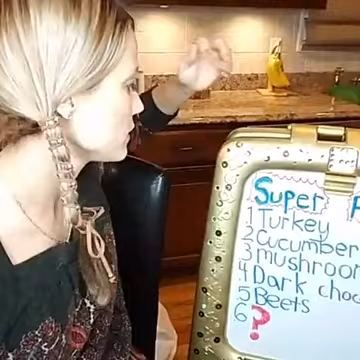 Super F
1 Turkey
2 Cucumber
3 mushroom
4 Dark choc
5 Beets
6 ?